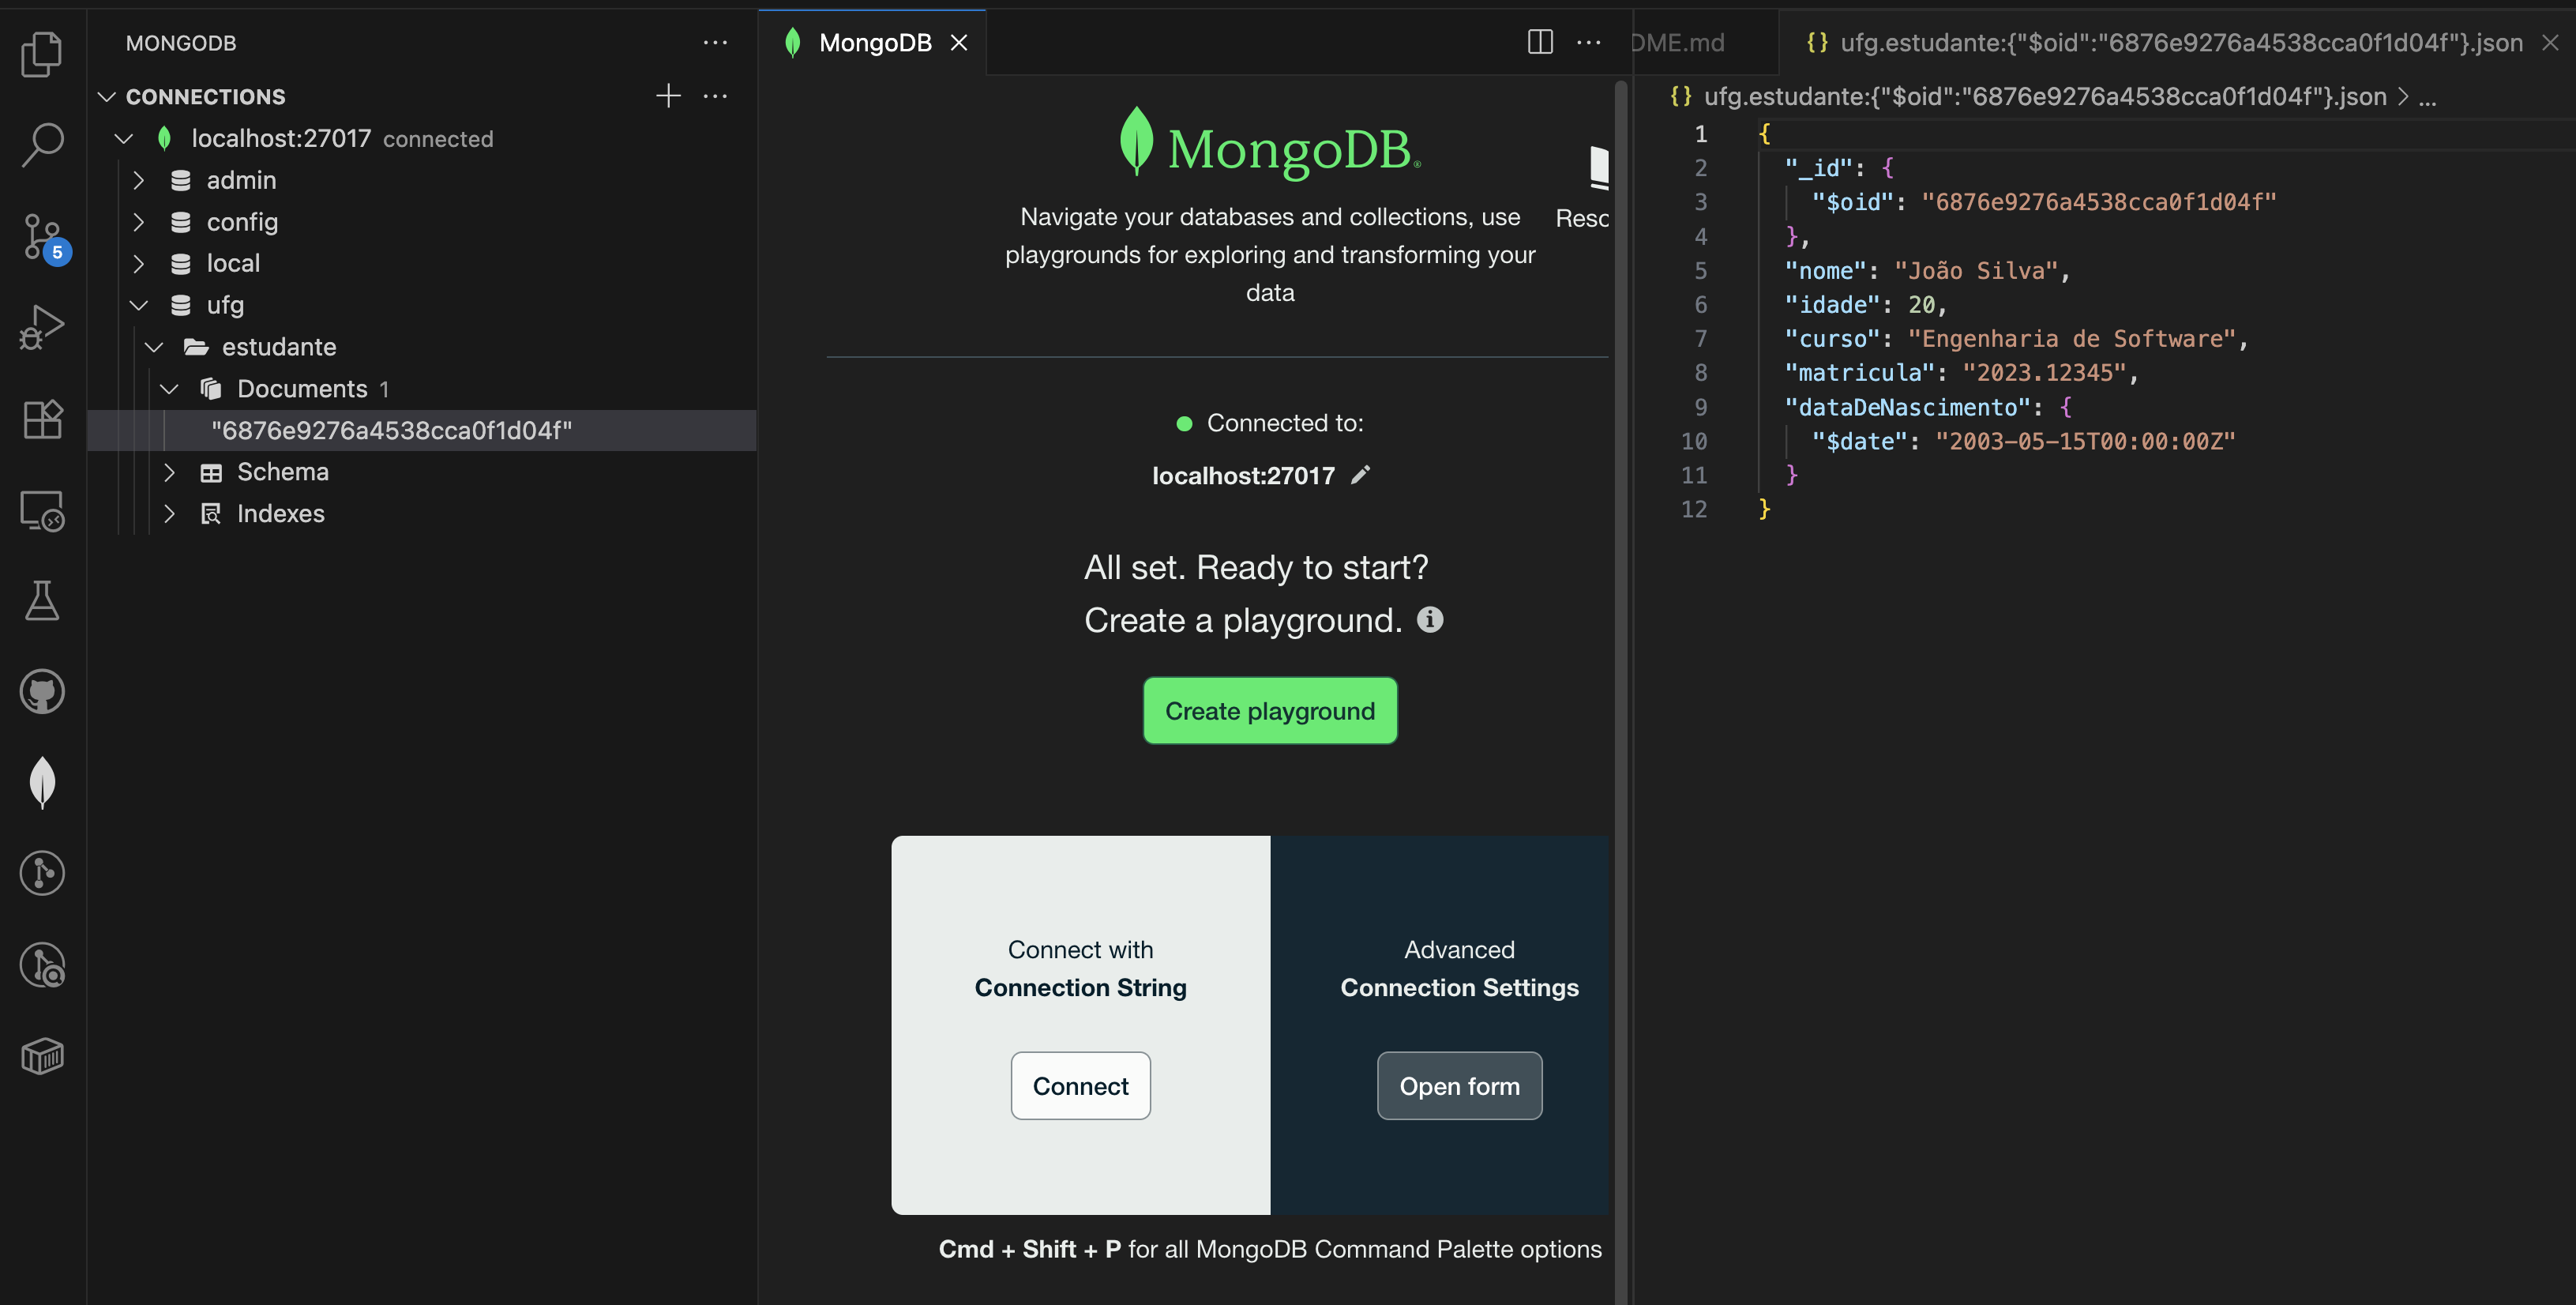 MONGODB
CONNECTIONS
localhost:27017 connected
admin
config
local
ufg
estudante
Documents 1
"6876e9276a4538cca0f1d04f"
Schema
Indexes
5
MongoDB
MongoDB®
Navigate your databases and collections, use
playgrounds for exploring and transforming your
data
Reso
Connected to:
localhost:27017
All set. Ready to start?
Create a playground.
Create playground
Connect with
Connection String
Connect
Advanced
Connection Settings
Open form
Cmd + Shift + P for all MongoDB Command Palette options
DME.md
{} ufg.estudante:{"$oid":"6876e9276a4538cca0f1d04f"}.json
{} ufg.estudante:{"$oid":"6876e9276a4538cca0f1d04f"}.json > ...
1 {
2 "_id": {
3 "$oid": "6876e9276a4538cca0f1d04f"
4 },
5 "nome": "João Silva",
6 "idade": 20,
7 "curso": "Engenharia de Software",
8 "matricula": "2023.12345",
9 "dataDeNascimento": {
10 "$date": "2003-05-15T00:00:00Z"
11 }
12 }